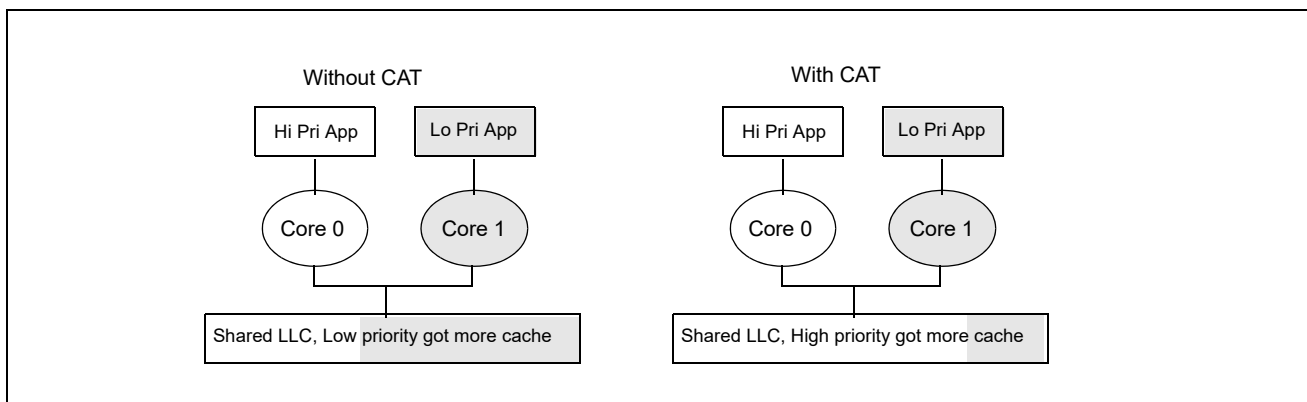 Without CAT
Hi Pri App
Lo Pri App
Core 0
Core 1
Shared LLC, Low priority got more cache
With CAT
Hi Pri App
Lo Pri App
Core 0
Core 1
Shared LLC, High priority got more cache